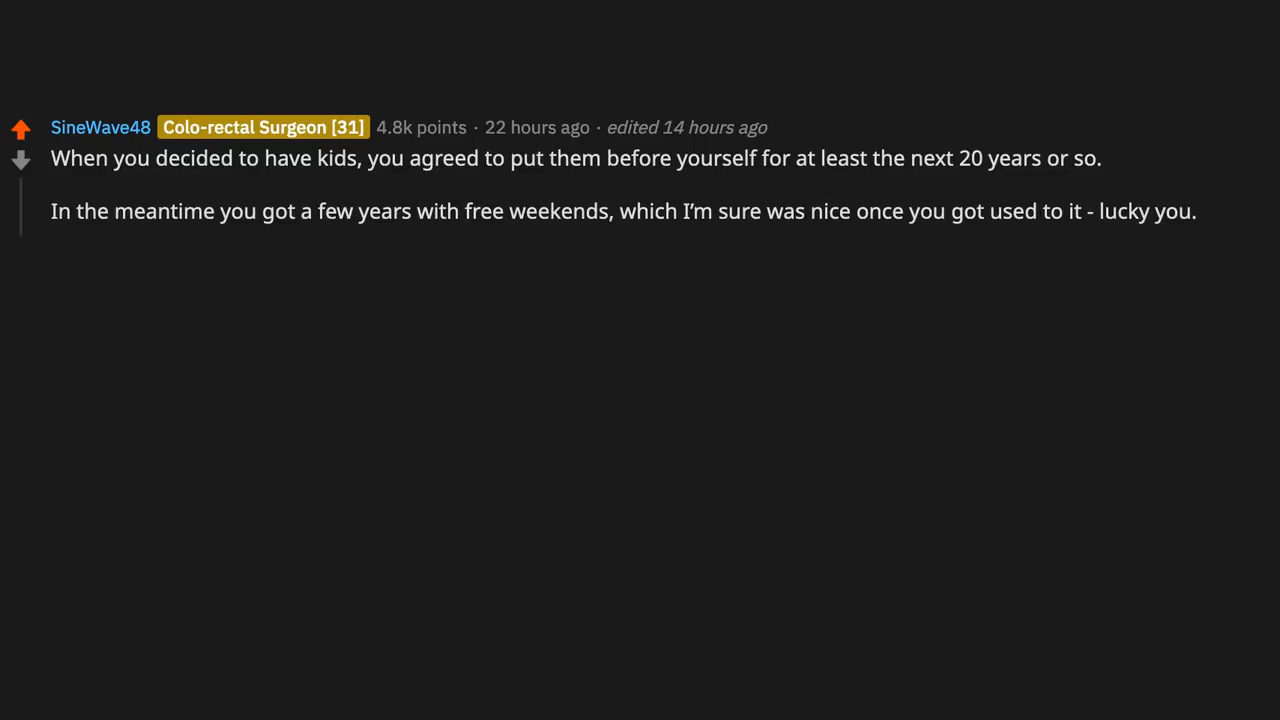 SineWave48 Colo-rectal Surgeon [31] 4.8k points · 22 hours ago · edited 14 hours ago
When you decided to have kids, you agreed to put them before yourself for at least the next 20 years or so.
In the meantime you got a few years with free weekends, which I’m sure was nice once you got used to it - lucky you.